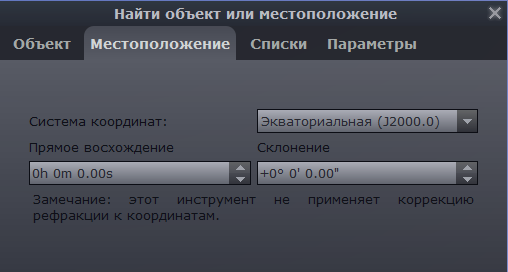 Найти объект или местоположение
Объект Местоположение Списки Параметры
Система координат: Экваториальная (J2000.0)
Прямое восхождение Склонение
0h 0m 0.00s +0° 0' 0.00"
Замечание: этот инструмент не применяет коррекцию
рефракции к координатам.